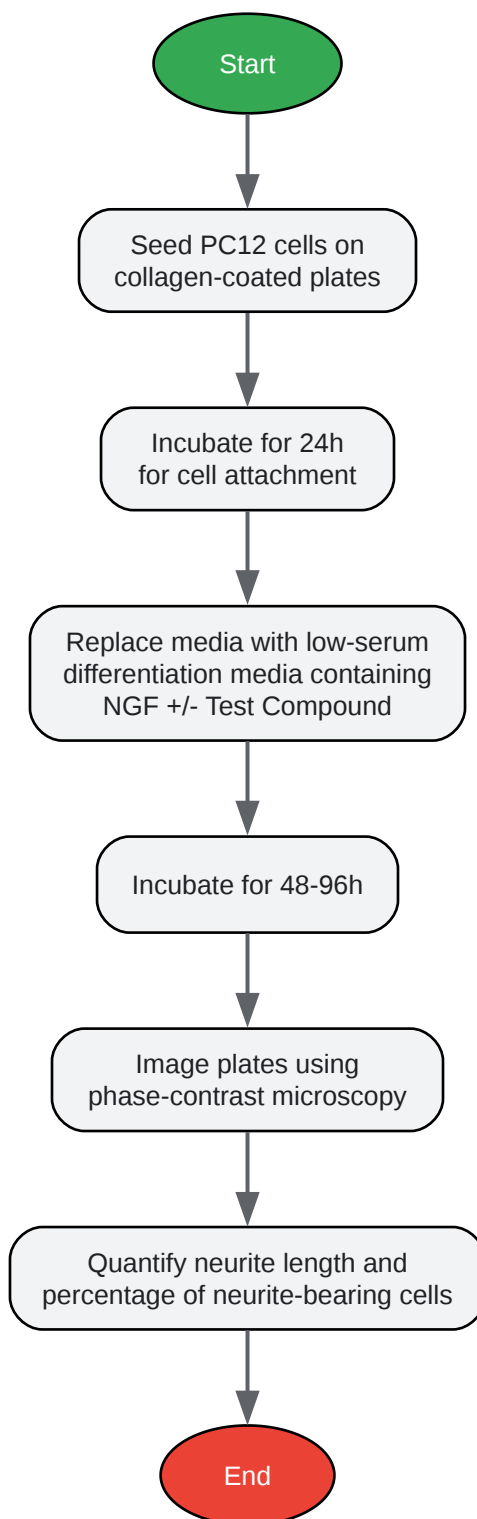 Start
Seed PC12 cells on
collagen-coated plates
Incubate for 24h
for cell attachment
Replace media with low-serum
differentiation media containing
NGF +/- Test Compound
Incubate for 48-96h
Image plates using
phase-contrast microscopy
Quantify neurite length and
percentage of neurite-bearing cells
End